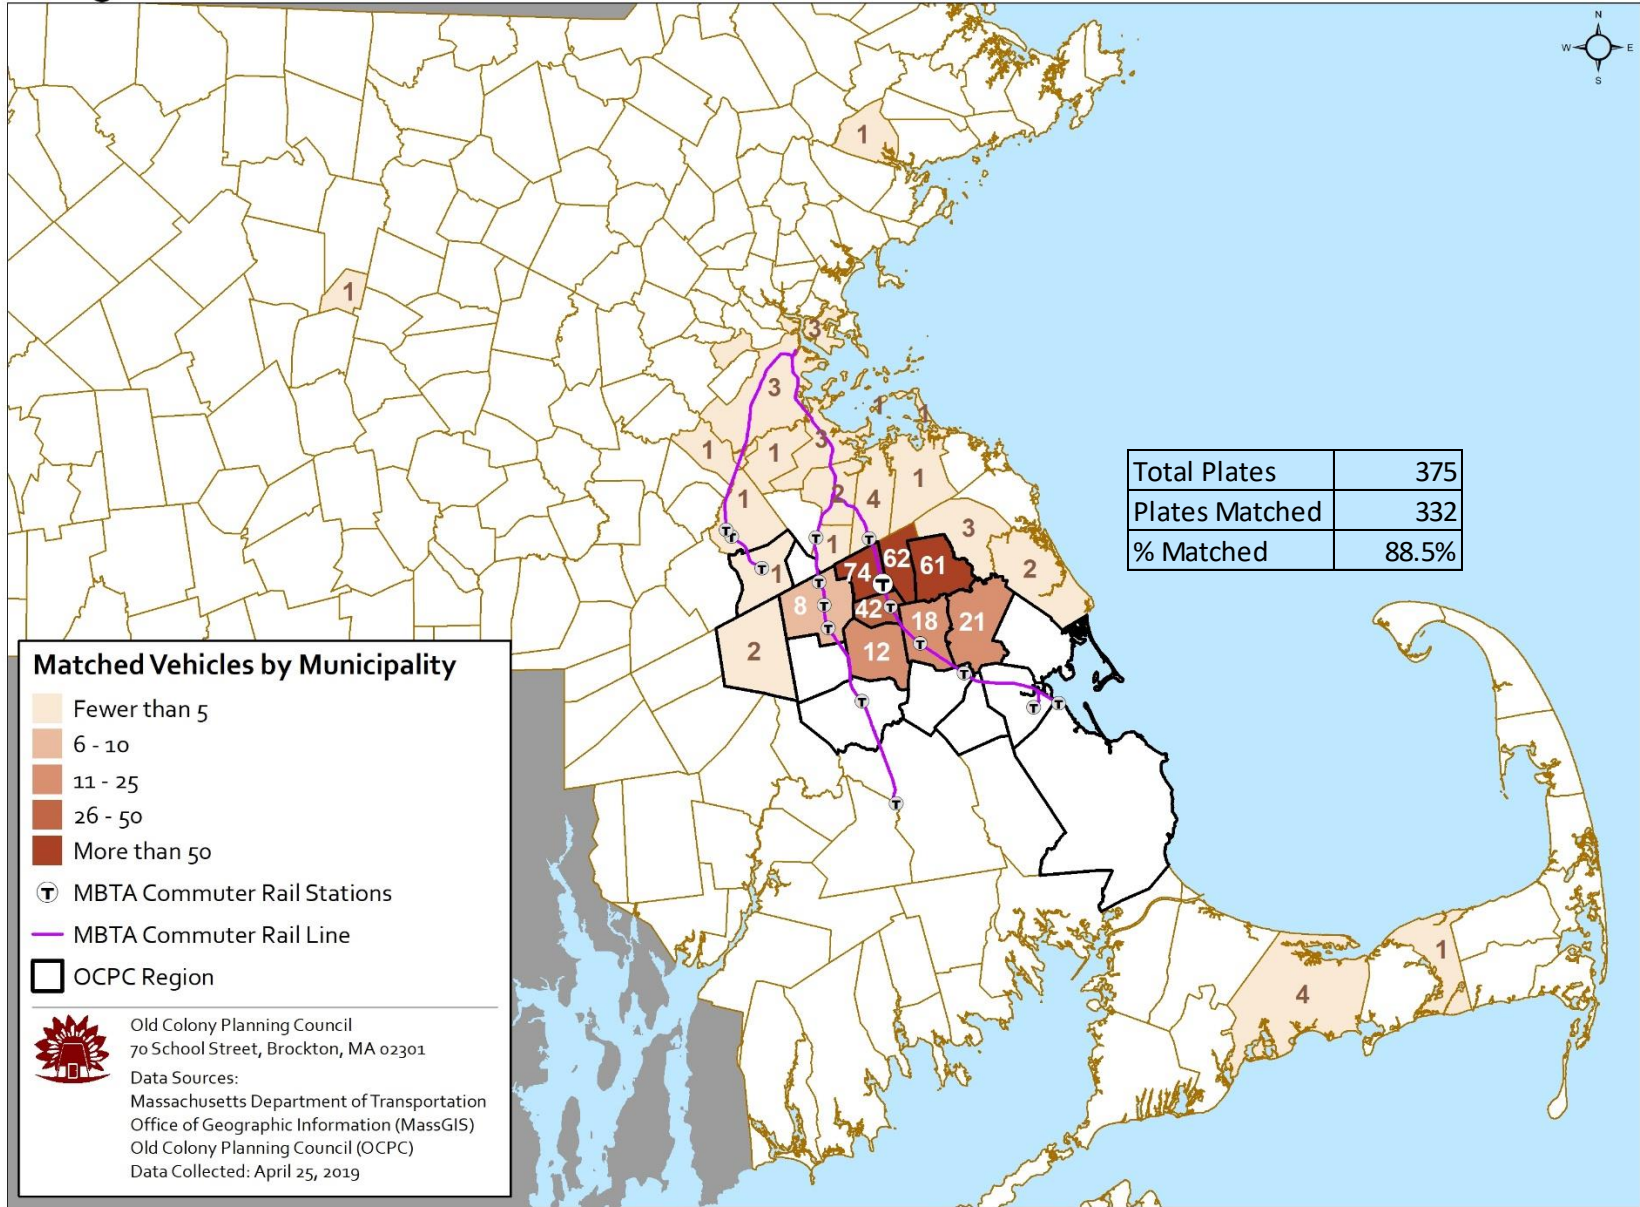 N
W E
S
1
1
3
3
1 1
3
1 1 1
1 2 4
3
1 1 74 62 61 2
8 42 18 21
2 12
1
4
Total Plates 375
Plates Matched 332
% Matched 88.5%
Matched Vehicles by Municipality
Fewer than 5
6 - 10
11 - 25
26 - 50
More than 50
T MBTA Commuter Rail Stations
MBTA Commuter Rail Line
OCPC Region
Old Colony Planning Council
70 School Street, Brockton, MA 02301
Data Sources:
Massachusetts Department of Transportation
Office of Geographic Information (MassGIS)
Old Colony Planning Council (OCPC)
Data Collected: April 25, 2019